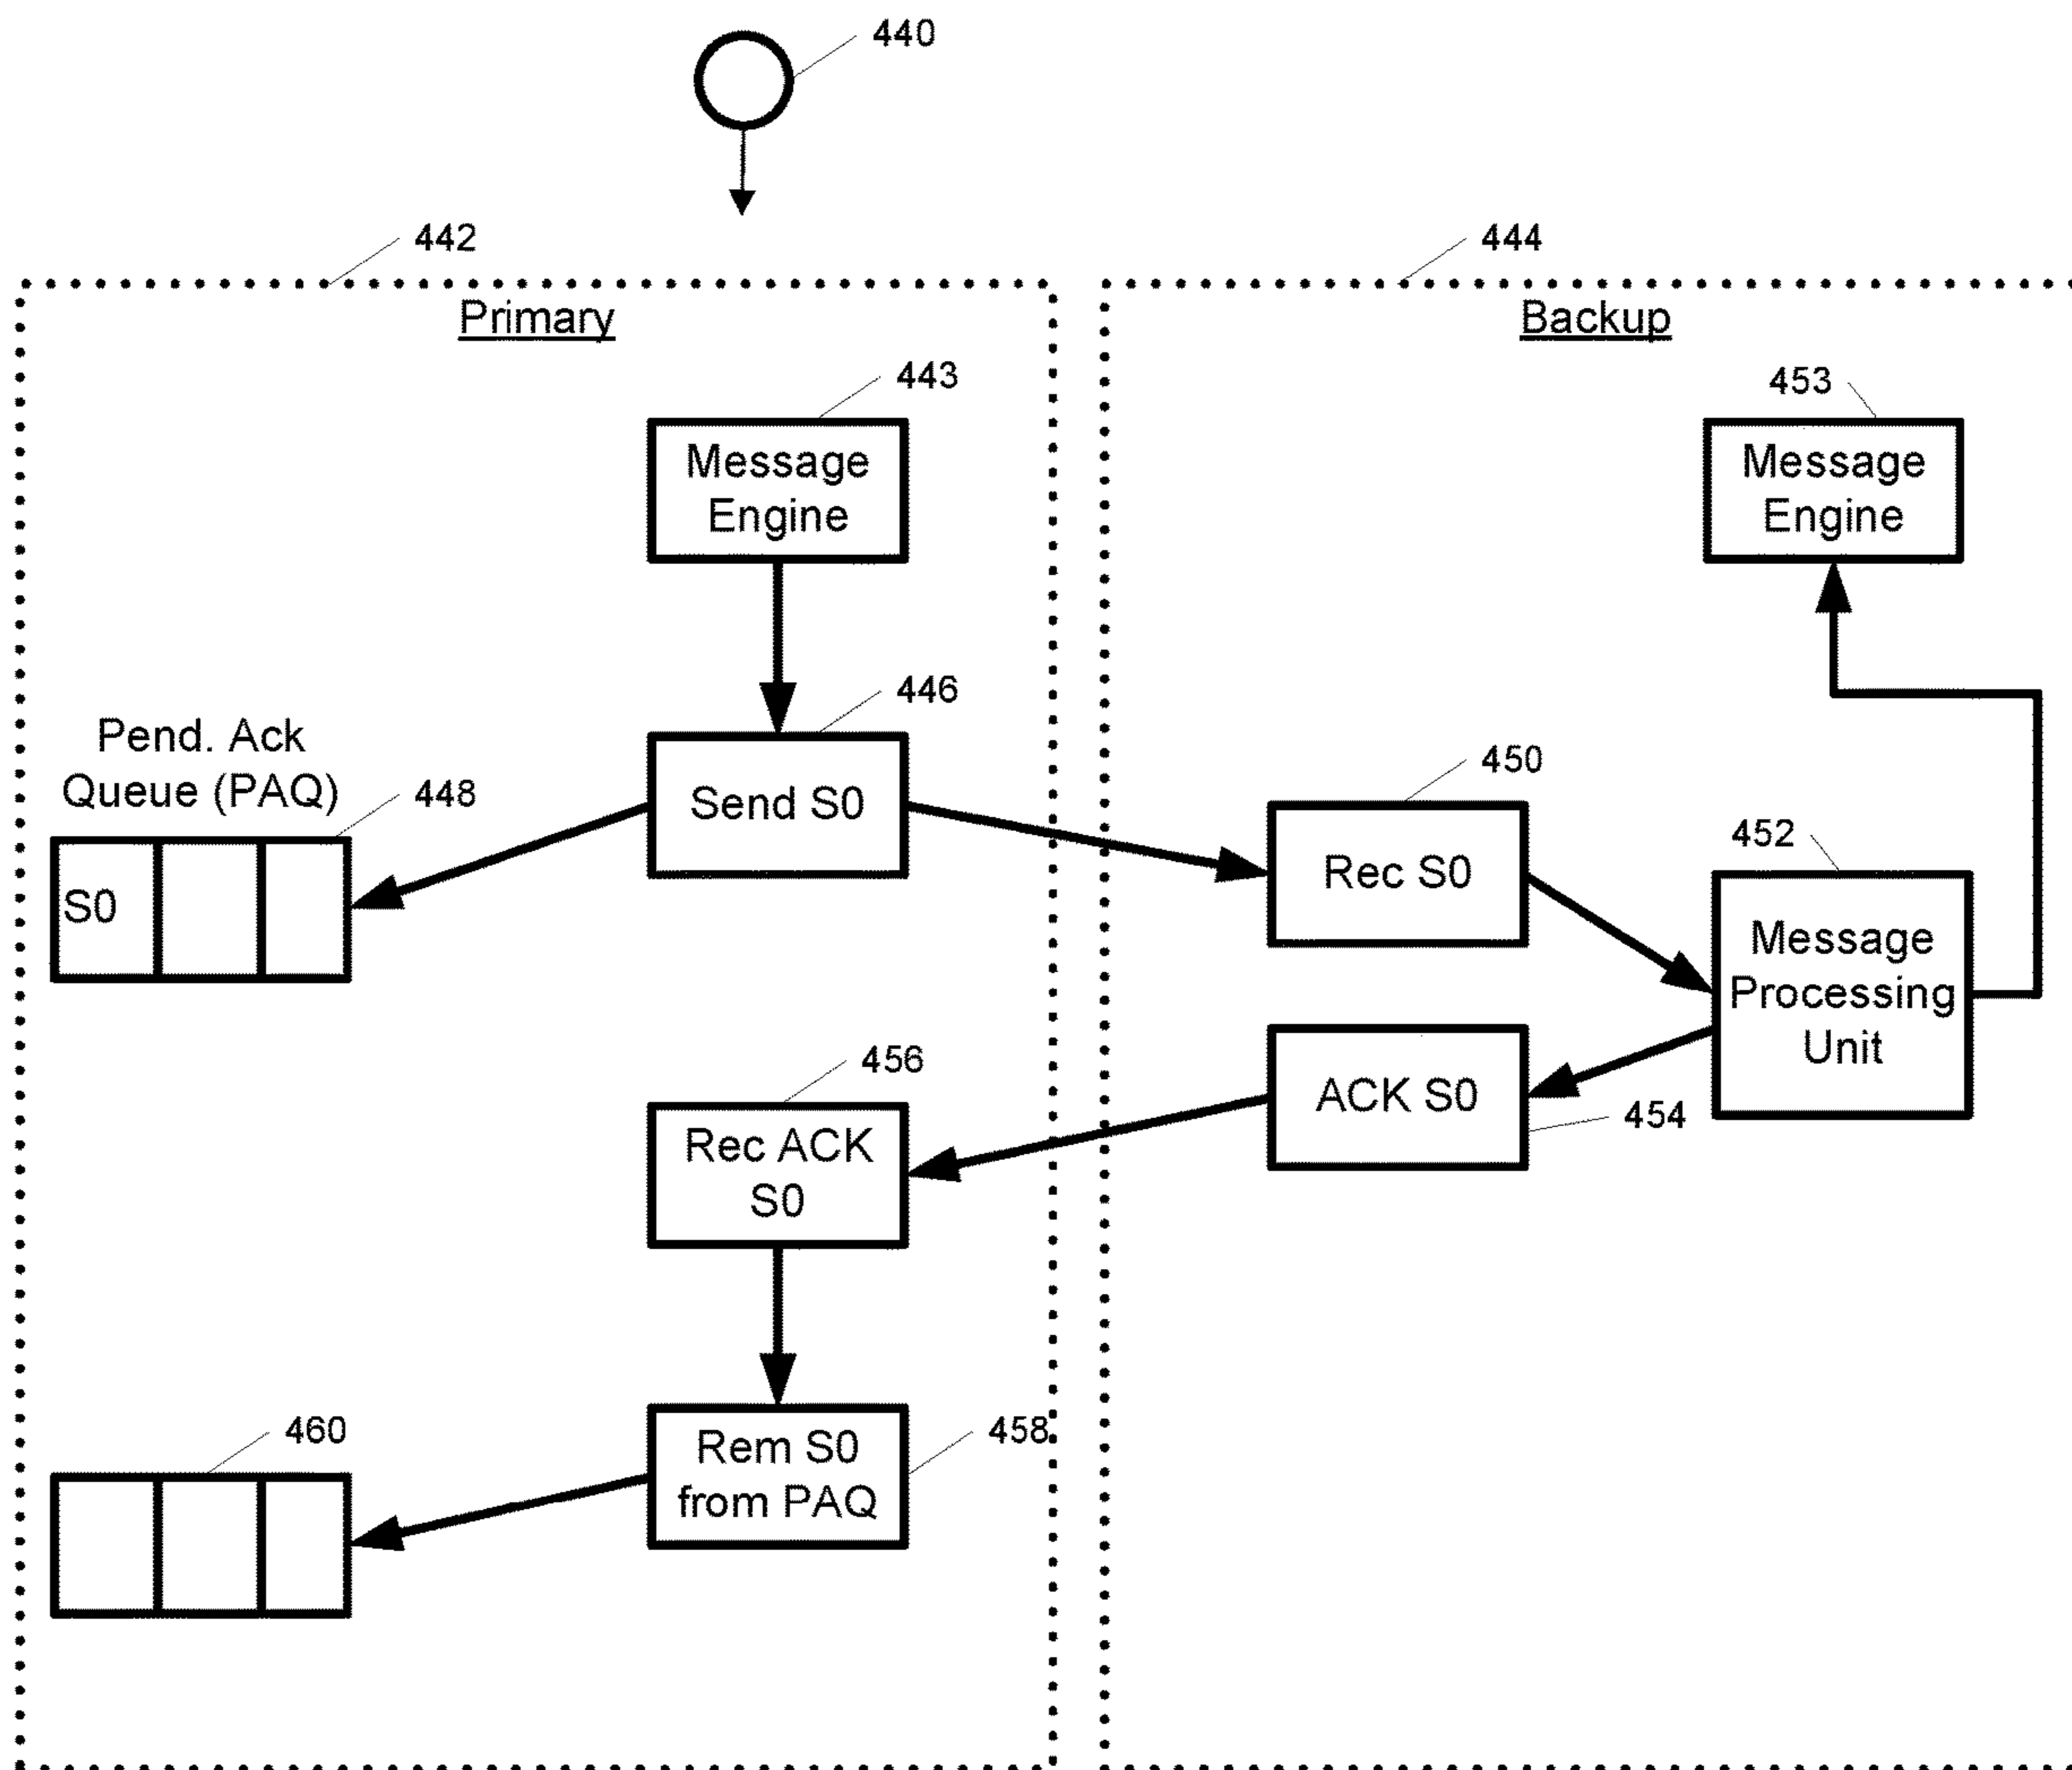 440
442
444
Primary
Backup
443
453
Message
Engine
Message
Engine
446
Pend. Ack
Queue (PAQ)
448
Send S0
450
452
S0
Rec S0
Message
Processing
Unit
456
ACK S0
454
Rec ACK
S0
460
458
Rem S0
from PAQ